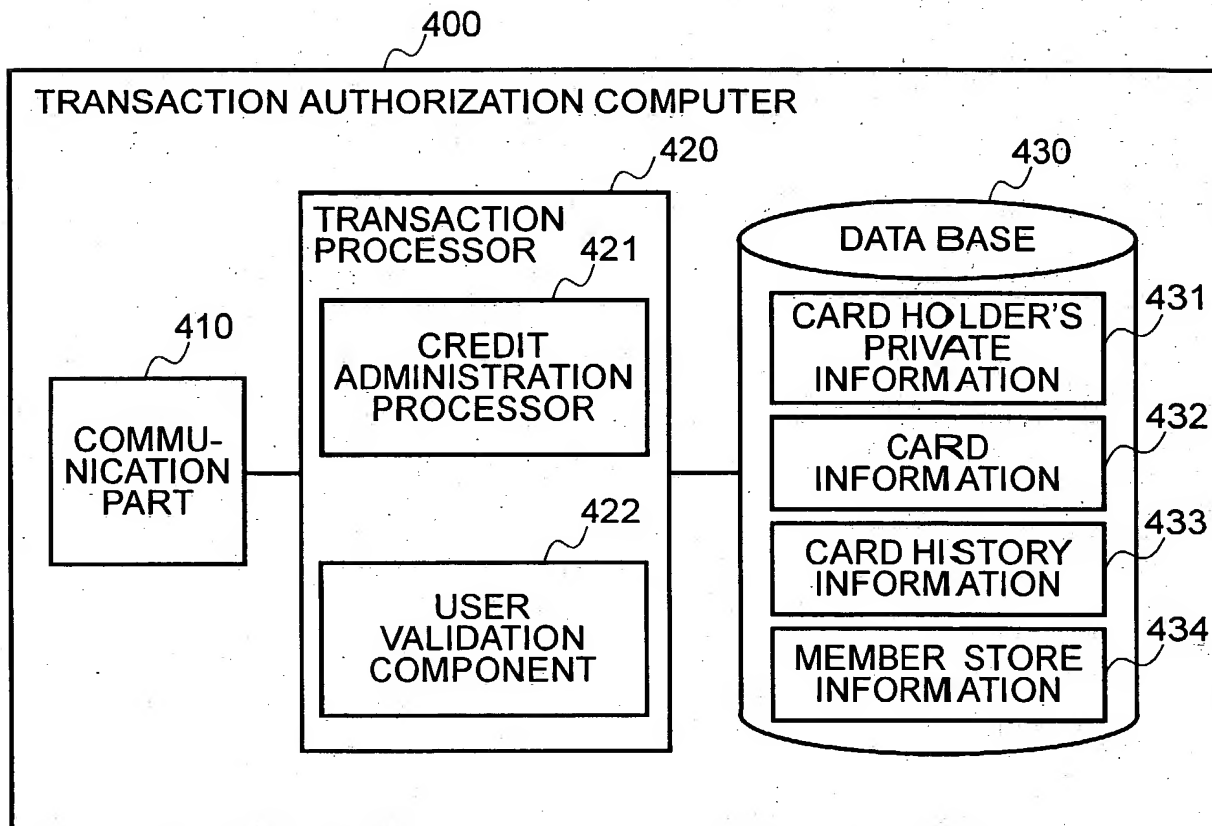 400
TRANSACTION AUTHORIZATION COMPUTER
420
430
TRANSACTION
PROCESSOR
421
DATA BASE
410
CREDIT
ADMINISTRATION
PROCESSOR
CARD HOLDER'S
PRIVATE
INFORMATION
431
COMMU-
NICATION
PART
CARD
INFORMATION
432
422
CARD HISTORY
INFORMATION
433
USER
VALIDATION
COMPONENT
MEMBER STORE
INFORMATION
434